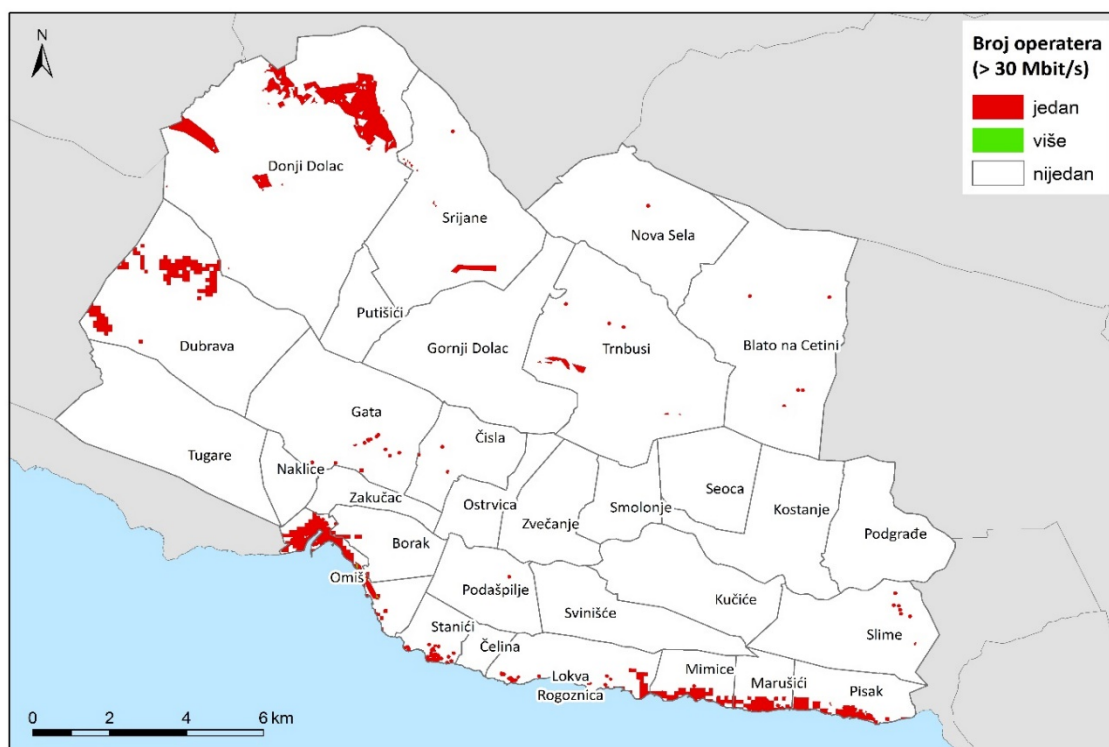 N
Broj operatera
(> 30 Mbit/s)
jedan
više
nijedan
Donji Dolac
Srijane
Nova Sela
Putišići
Dubrava
Gornji Dolac
Trnbusi
Blato na Cetini
Gata
Čisla
Tugare
Naklice
Zakučac
Ostrvica
Zvečanje
Smolonje
Seoca
Kostanje
Podgrađe
Borak
Omiš
Podašpilje
Svinišće
Kučiće
Slime
Stanići
Čelina
Lokva
Rogoznica
Mimice
Marušići
Pisak
0 2 4 6 km